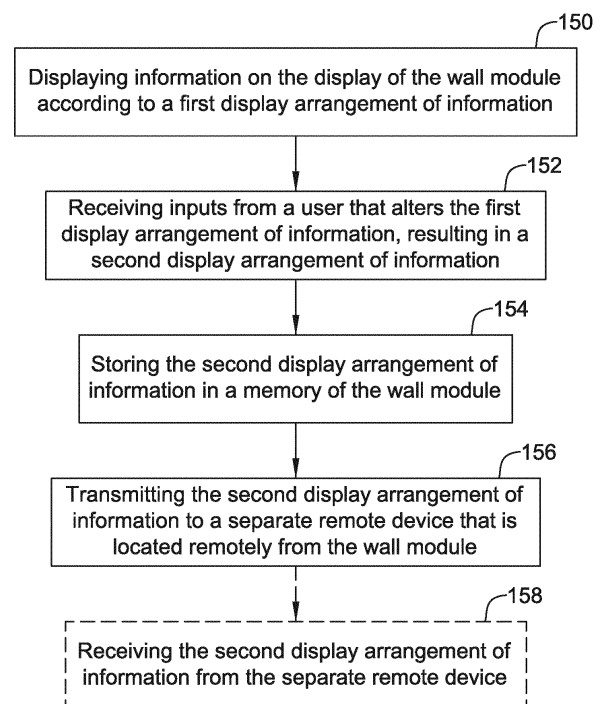 150
Displaying information on the display of the wall module
according to a first display arrangement of information
152
Receiving inputs from a user that alters the first
display arrangement of information, resulting in a
second display arrangement of information
154
Storing the second display arrangement of
information in a memory of the wall module
156
Transmitting the second display arrangement of
information to a separate remote device that is
located remotely from the wall module
158
Receiving the second display arrangement of
information from the separate remote device